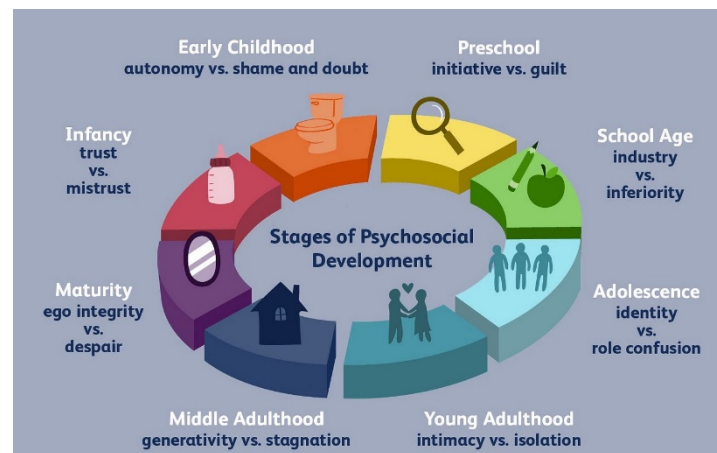 Early Childhood
autonomy vs. shame and doubt
Preschool
initiative vs. guilt
Infancy
trust
vs.
mistrust
School Age
industry
vs.
inferiority
Stages of Psychosocial
Development
Maturity
ego integrity
vs.
despair
Adolescence
identity
vs.
role confusion
Middle Adulthood
generativity vs. stagnation
Young Adulthood
intimacy vs. isolation